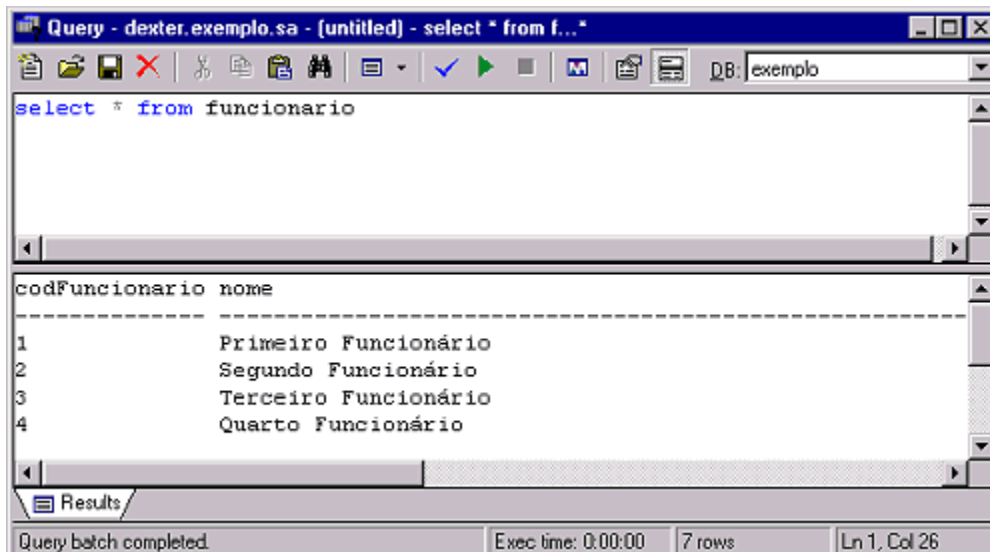 Query - dexter.exemplo.sa - (untitled) - select * from f...*
DB: exemplo
select * from funcionario
codFuncionario nome
-------------- -------------------------------------------------------
1 Primeiro Funcionário
2 Segundo Funcionário
3 Terceiro Funcionário
4 Quarto Funcionário
Results
Query batch completed. Exec time: 0:00:00 7 rows Ln 1, Col 26